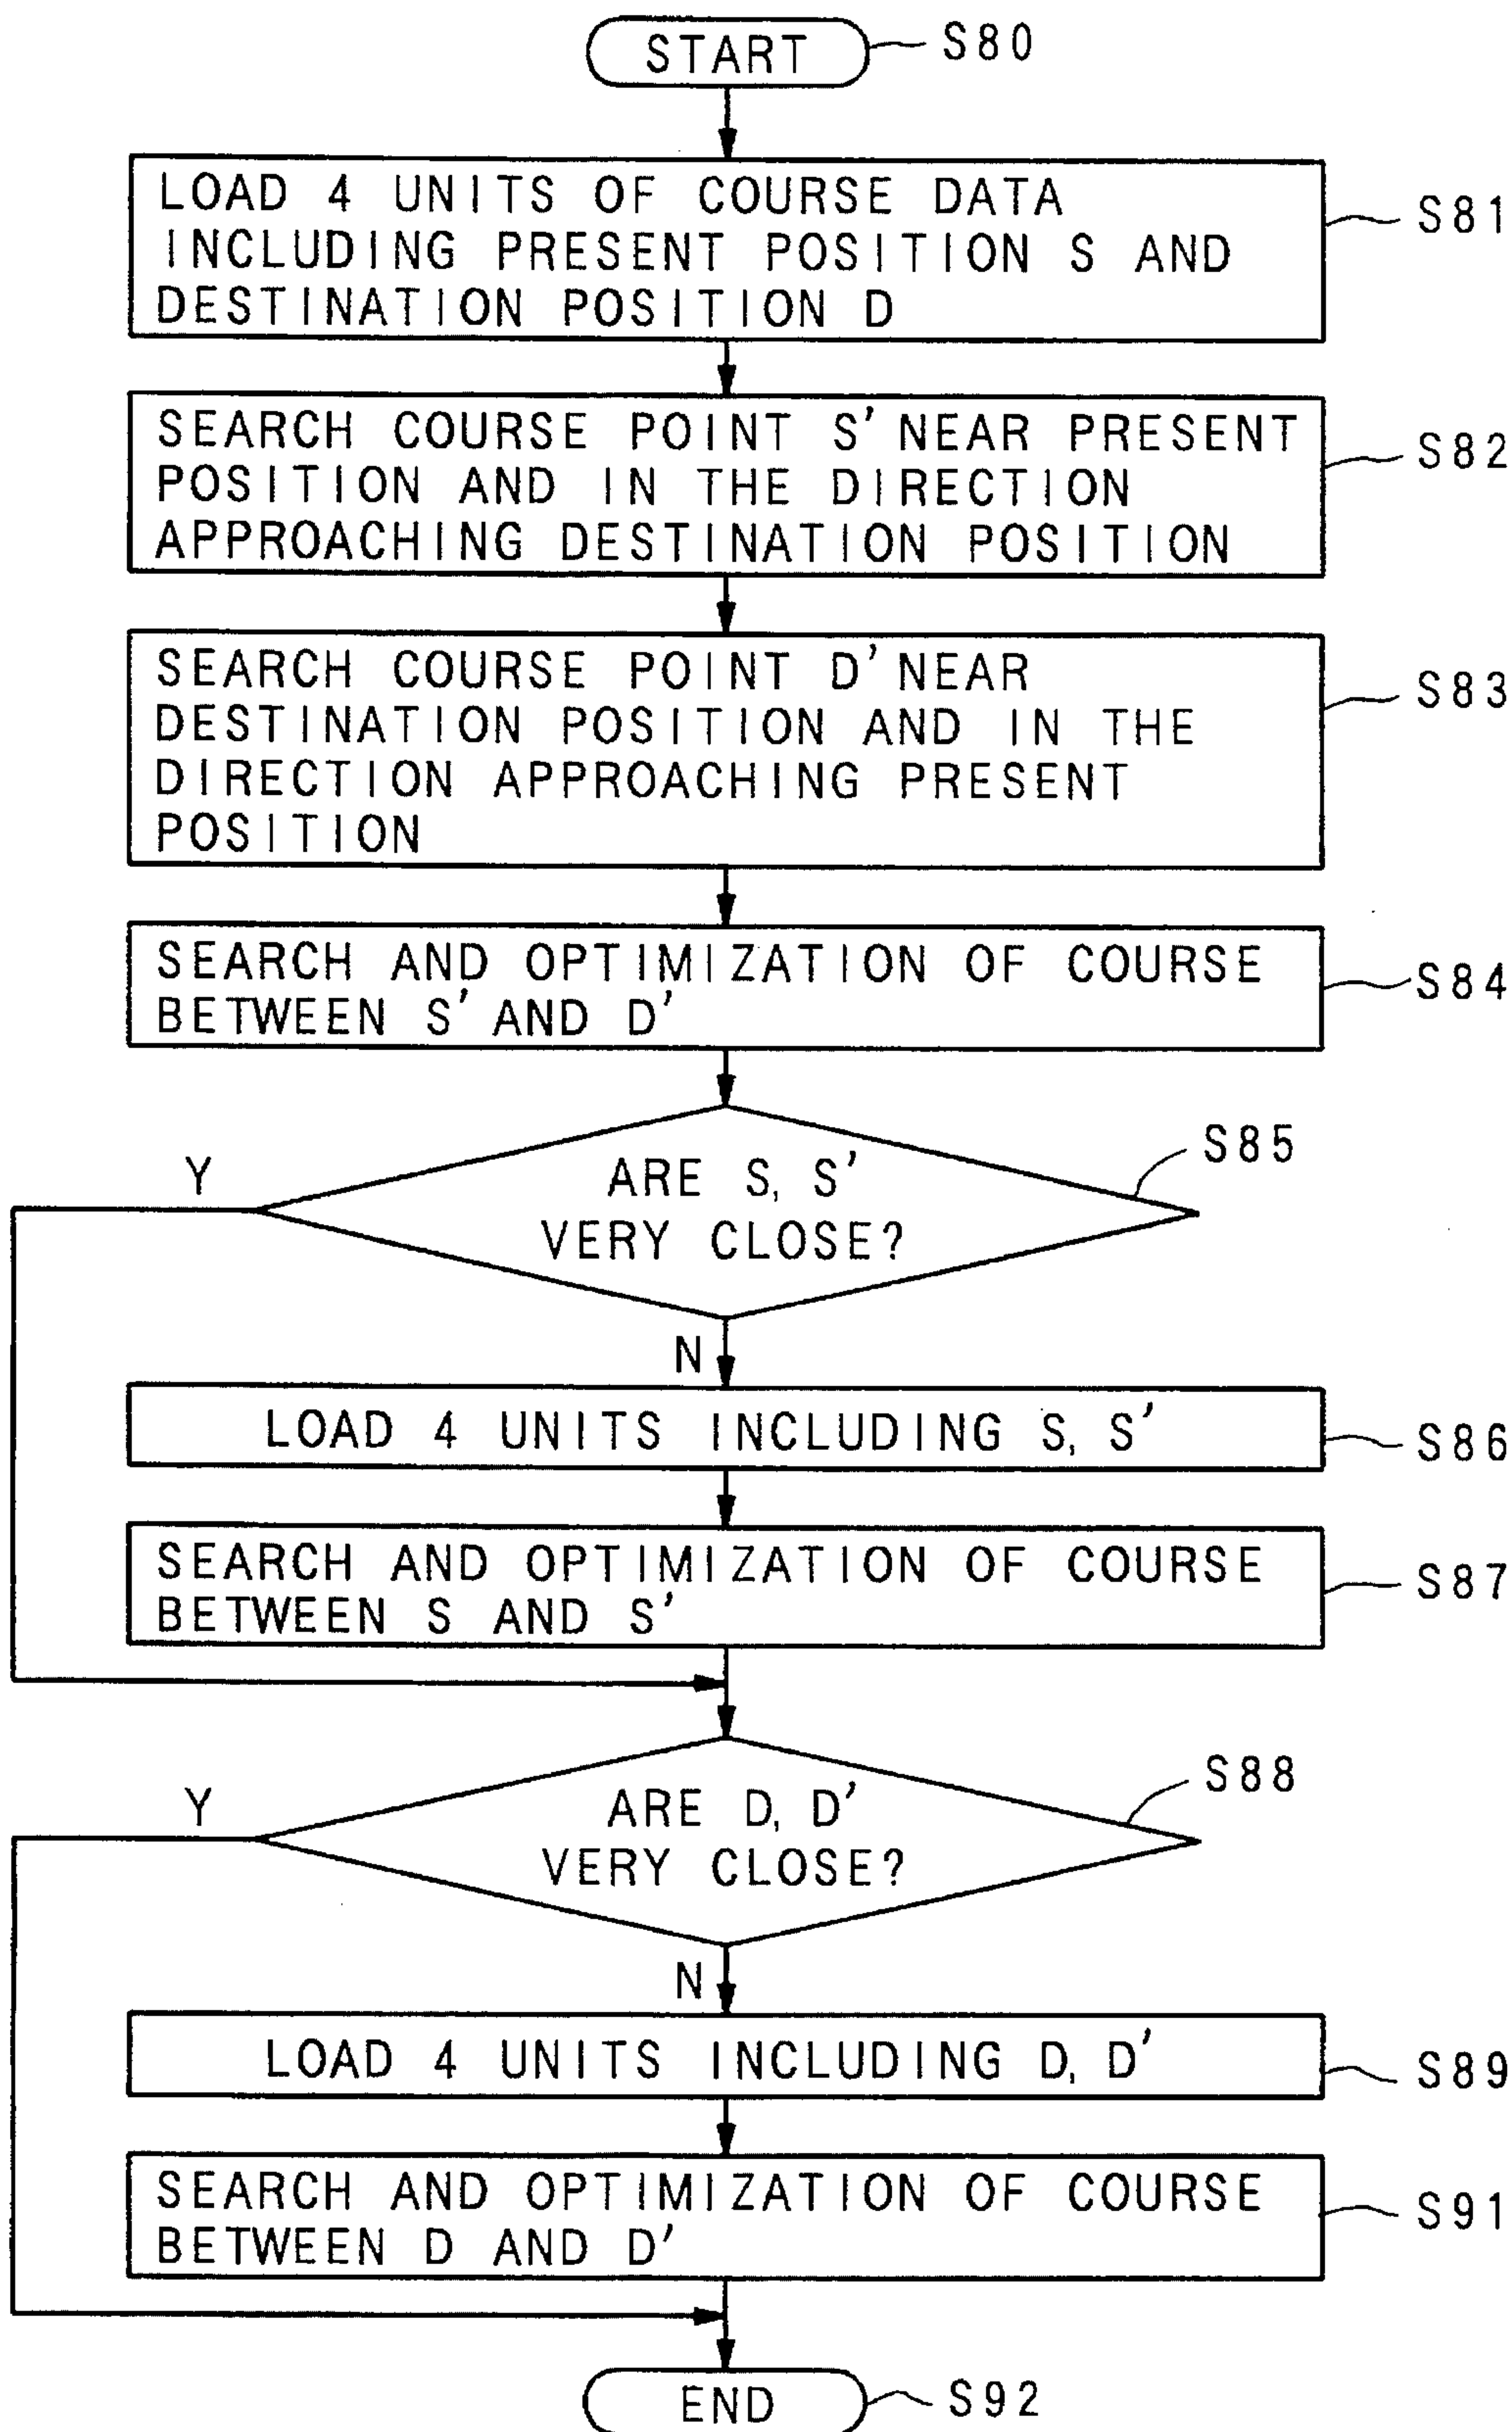 START
S80
LOAD 4 UNITS OF COURSE DATA
INCLUDING PRESENT POSITION S AND
DESTINATION POSITION D
S81
SEARCH COURSE POINT S' NEAR PRESENT
POSITION AND IN THE DIRECTION
APPROACHING DESTINATION POSITION
S82
SEARCH COURSE POINT D' NEAR
DESTINATION POSITION AND IN THE
DIRECTION APPROACHING PRESENT
POSITION
S83
SEARCH AND OPTIMIZATION OF COURSE
BETWEEN S' AND D'
S84
ARE S, S'
VERY CLOSE?
S85
Y
N
LOAD 4 UNITS INCLUDING S, S'
S86
SEARCH AND OPTIMIZATION OF COURSE
BETWEEN S AND S'
S87
ARE D, D'
VERY CLOSE?
S88
Y
N
LOAD 4 UNITS INCLUDING D, D'
S89
SEARCH AND OPTIMIZATION OF COURSE
BETWEEN D AND D'
S91
END
S92